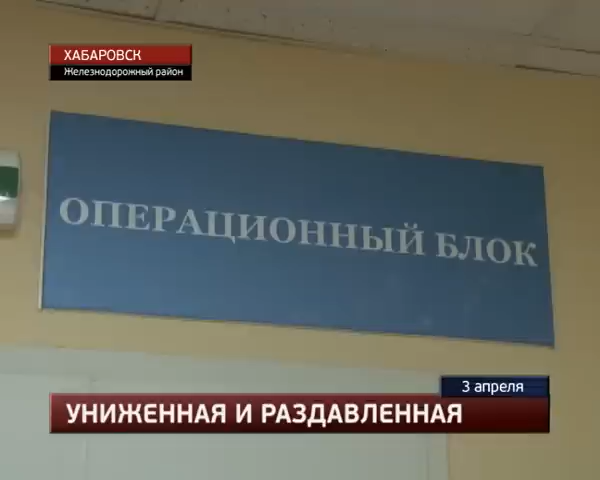 ХАБАРОВСК
Железнодорожный район
ОПЕРАЦИОННЫЙ БЛОК
3 апреля
УНИЖЕННАЯ И РАЗДАВЛЕННАЯ